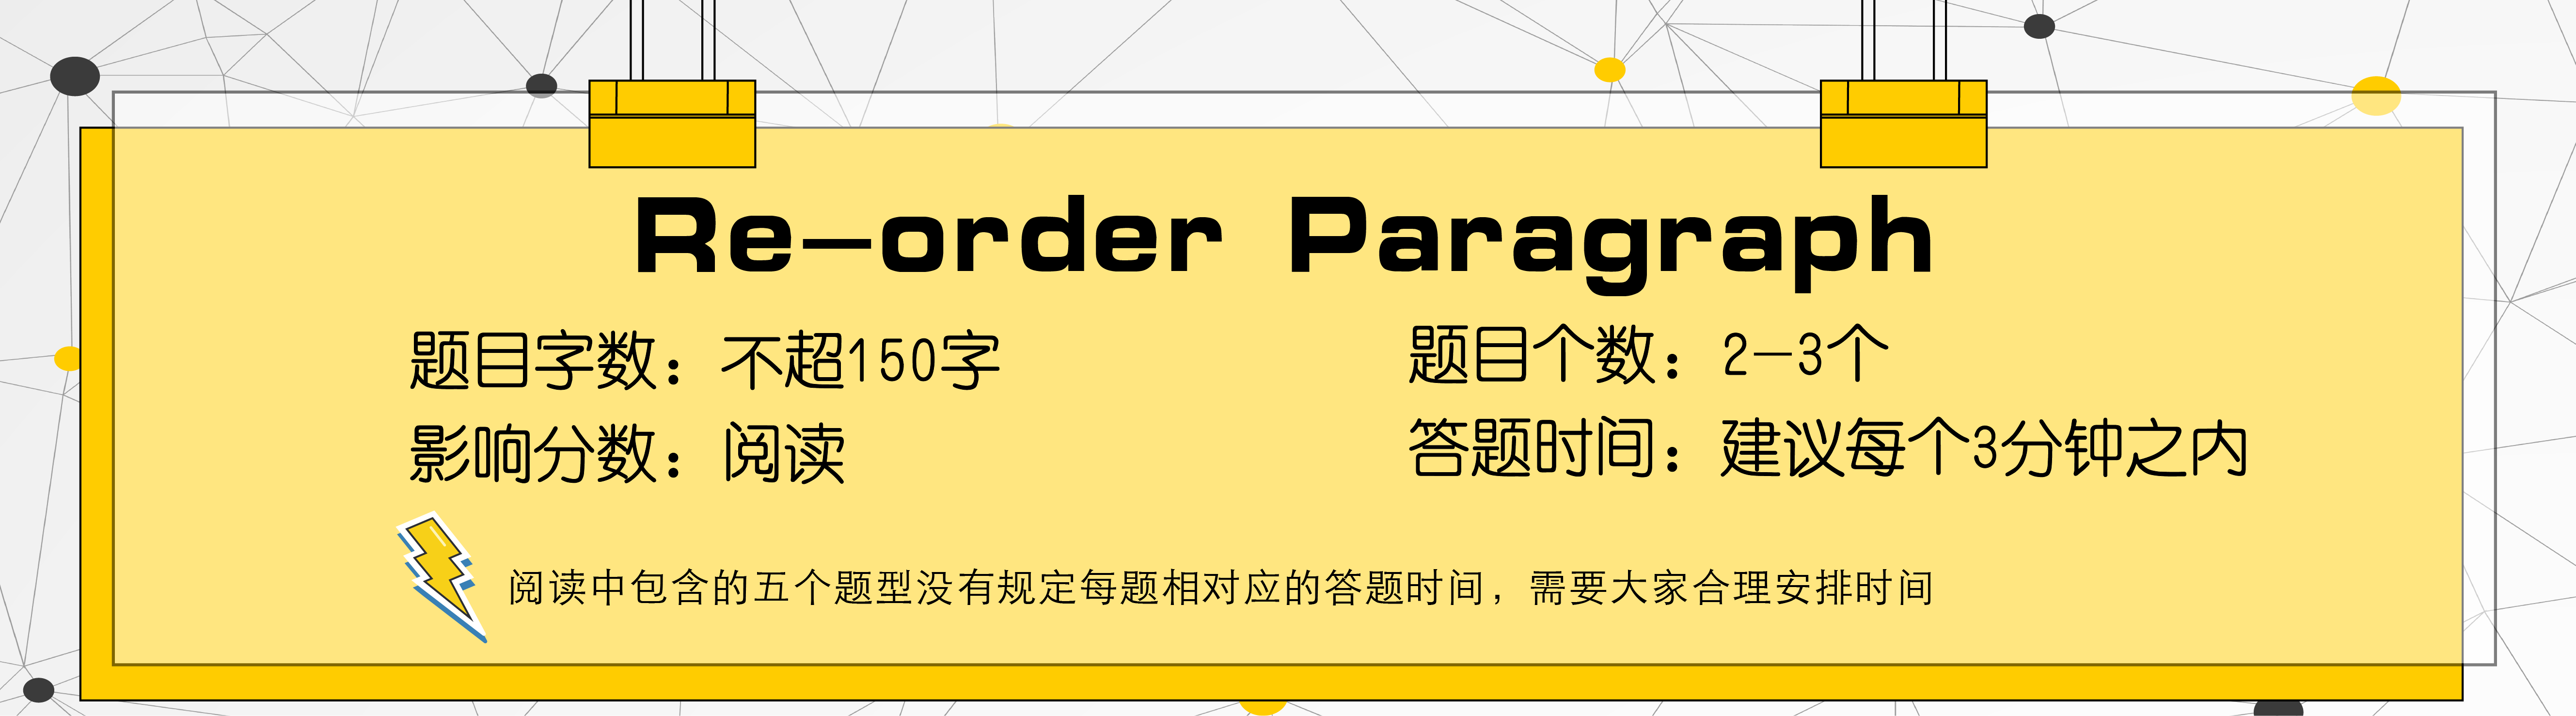 Re-order Paragraph
题目字数：不超150字
题目个数：2-3个
影响分数：阅读
答题时间：建议每个3分钟之内
阅读中包含的五个题型没有规定每题相对应的答题时间，需要大家合理安排时间